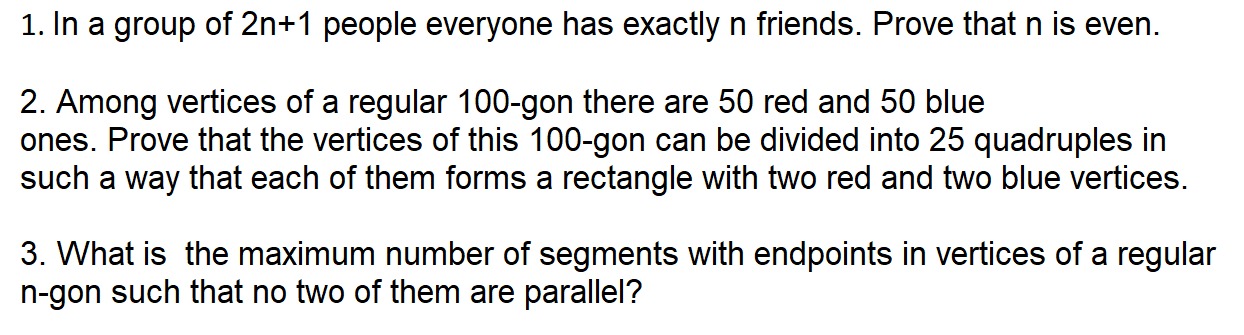 1. In a group of 2n+1 people everyone has exactly n friends. Prove that n is even.
2. Among vertices of a regular 100-gon there are 50 red and 50 blue
ones. Prove that the vertices of this 100-gon can be divided into 25 quadruples in
such a way that each of them forms a rectangle with two red and two blue vertices.
3. What is  the maximum number of segments with endpoints in vertices of a regular
n-gon such that no two of them are parallel?